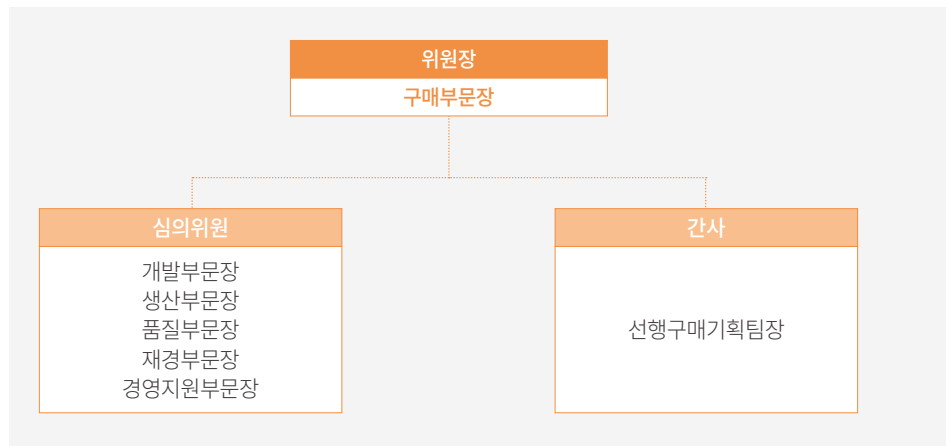 위원장
구매부문장
심의위원
개발부문장
생산부문장
품질부문장
재경부문장
경영지원부문장
간사
선행구매기획팀장